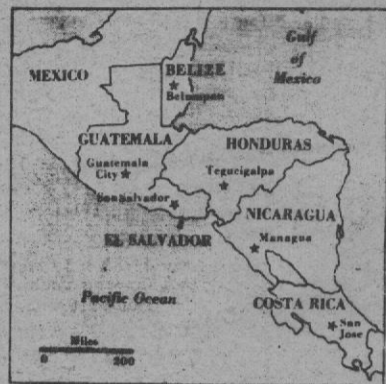 Gulf
of
Mexico
MEXICO
BELIZE
Belmopan
GUATEMALA
HONDURAS
Guatemala
City
Tegucigalpa
San Salvador
NICARAGUA
EL SALVADOR
Managua
Pacific Ocean
COSTA RICA
San
Jose
Miles
0 200